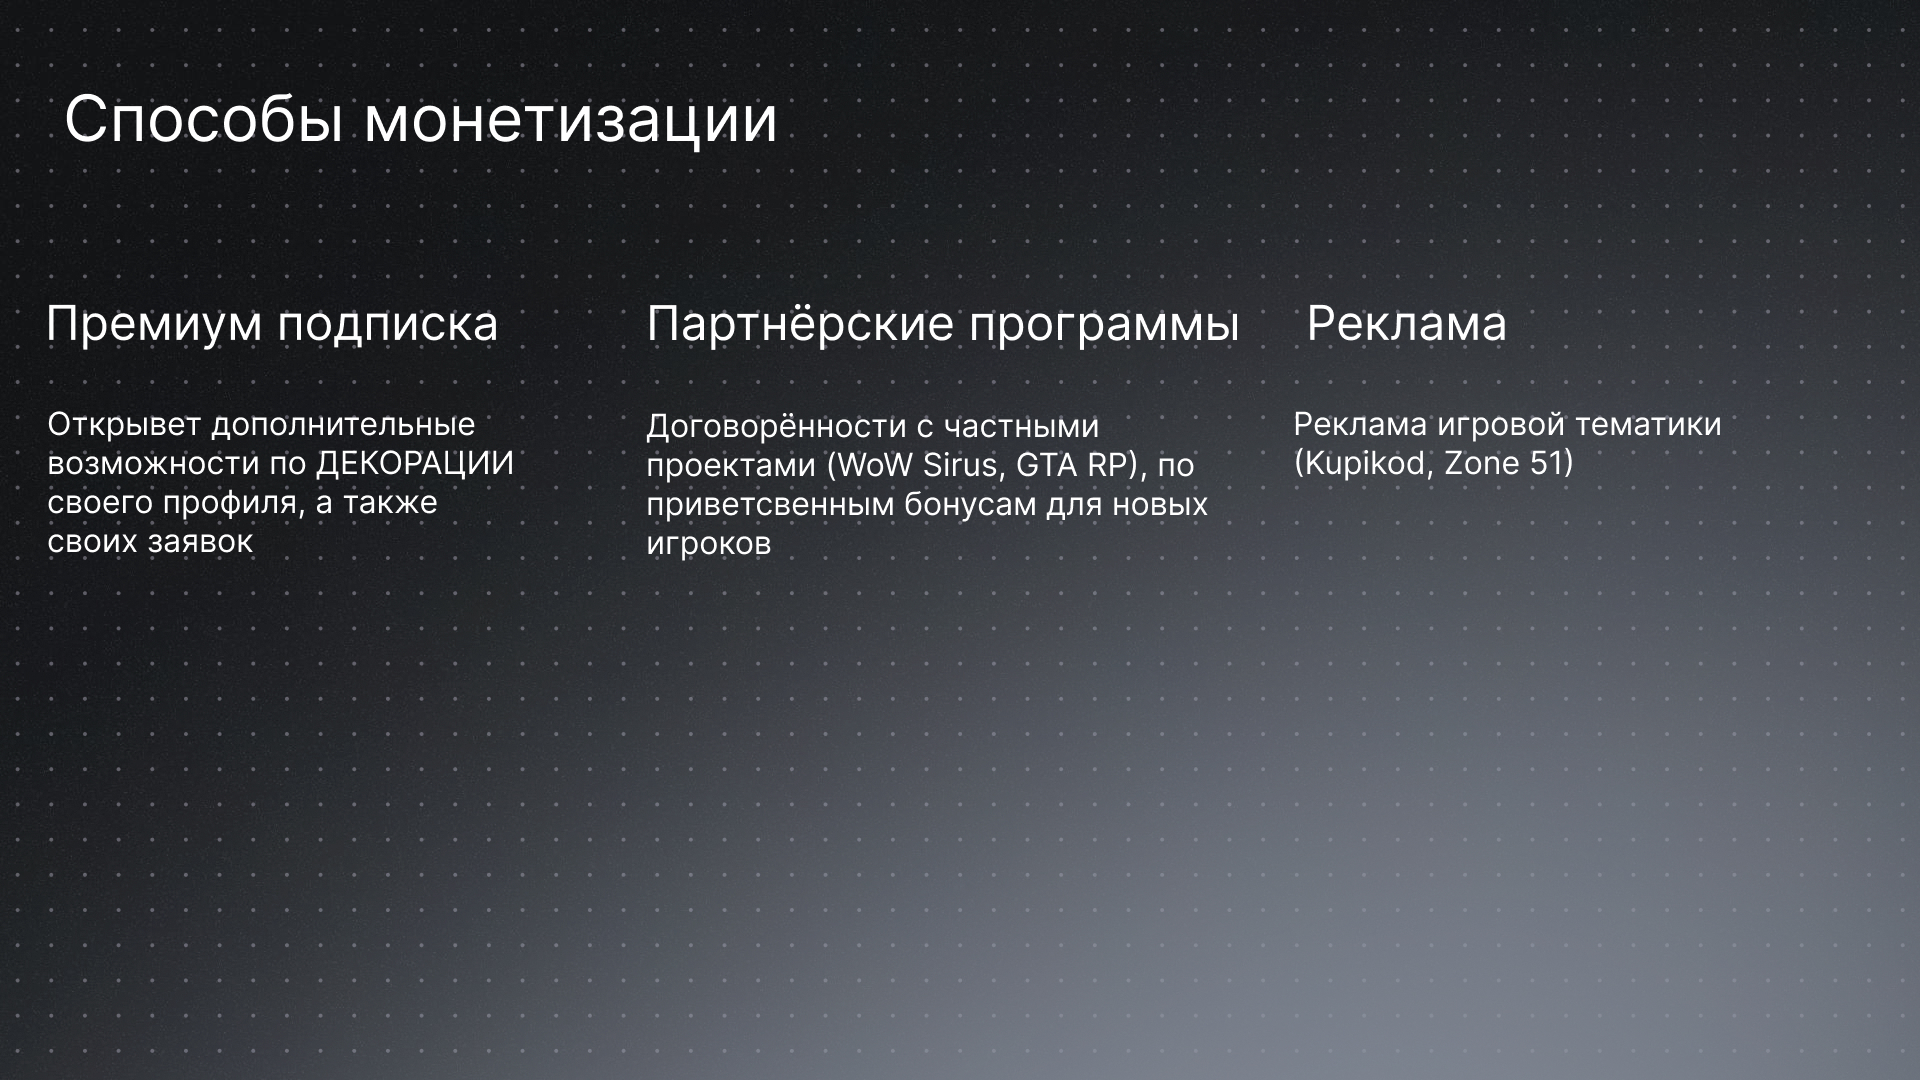 Способы монетизации
Премиум подписка
Открывет дополнительные
возможности по ДЕКОРАЦИИ
своего профиля, а также
своих заявок
Партнёрские программы
Договорённости с частными
проектами (WoW Sirus, GTA RP), по
приветсвенным бонусам для новых
игроков
Реклама
Реклама игровой тематики
(Kupikod, Zone 51)